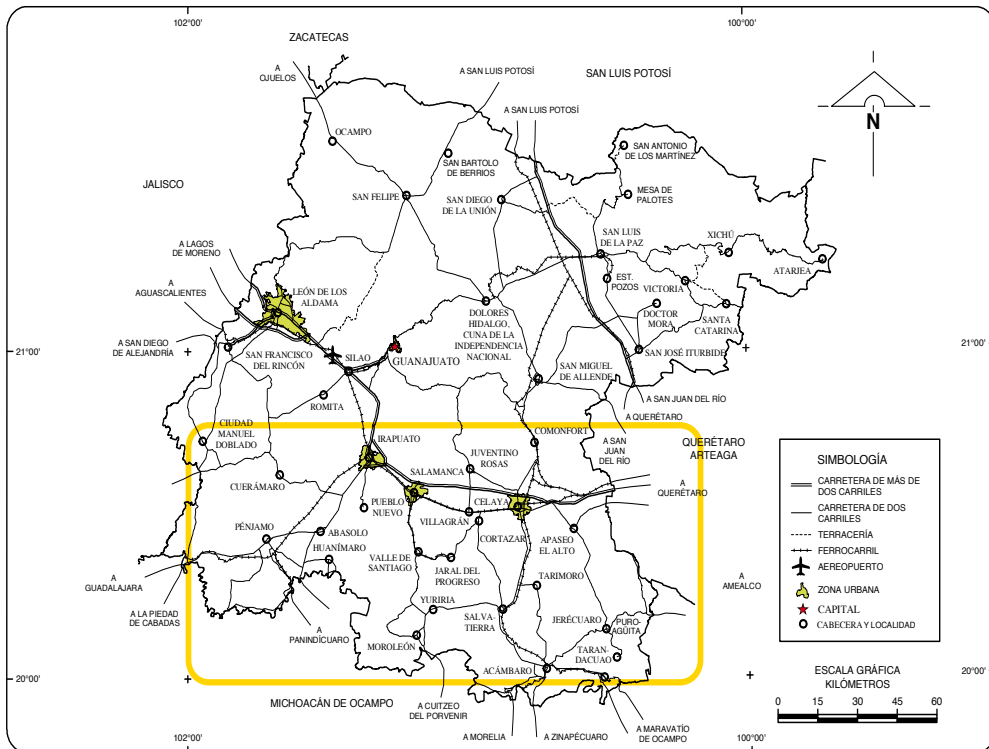 102°00'
100°00'
ZACATECAS
A
OJUELOS
A SAN LUIS POTOSÍ
SAN LUIS POTOSÍ
A SAN LUIS POTOSÍ
N
OCAMPO
SAN ANTONIO
DE LOS MARTÍNEZ
SAN BARTOLO
DE BERRIOS
JALISCO
SAN FELIPE
SAN DIEGO
DE LA UNIÓN
MESA DE
PALOTES
A LAGOS
DE MORENO
SAN LUIS
DE LA PAZ
XICHÚ
ATARJEA
A
AGUASCALIENTES
LEÓN DE LOS
ALDAMA
EST.
POZOS
VICTORIA
DOCTOR
MORA
SANTA
CATARINA
DOLORES
HIDALGO,
CUNA DE LA
INDEPENDENCIA
NACIONAL
A SAN DIEGO
DE ALEJANDRÍA
21°00'
SAN FRANCISCO
DEL RINCÓN
SILAO
GUANAJUATO
SAN JOSÉ ITURBIDE
21°00'
SAN MIGUEL
DE ALLENDE
A SAN JUAN DEL RÍO
ROMITA
A QUERÉTARO
CIUDAD
MANUEL
DOBLADO
IRAPUATO
COMONFORT
A SAN
JUAN
DEL RÍO
QUERÉTARO
ARTEAGA
CUERÁMARO
SALAMANCA
JUVENTINO
ROSAS
A
QUERÉTARO
PUEBLO
NUEVO
CELAYA
VILLAGRÁN
PÉNJAMO
ABASOLO
CORTAZAR
APASEO
EL ALTO
HUANÍMARO
VALLE DE
SANTIAGO
JARAL DEL
PROGRESO
A
GUADALAJARA
TARIMORO
A
AMEALCO
A LA PIEDAD
DE CABADAS
YURIRIA
SALVA-
TIERRA
JERÉCUARO
PURO-
AGÜITA
A
PANINDÍCUARO
MOROLEÓN
TARAN-
DACUAO
ACÁMBARO
20°00'
20°00'
MICHOACÁN DE OCAMPO
A CUITZEO
DEL PORVENIR
A MORELIA
A ZINAPÉCUARO
A MARAVATÍO
DE OCAMPO
102°00'
100°00'
SIMBOLOGÍA
CARRETERA DE MÁS DE
DOS CARRILES
CARRETERA DE DOS
CARRILES
TERRACERÍA
FERROCARRIL
AEREOPUERTO
ZONA URBANA
CAPITAL
CABECERA Y LOCALIDAD
ESCALA GRÁFICA
KILÓMETROS
0 15 30 45 60